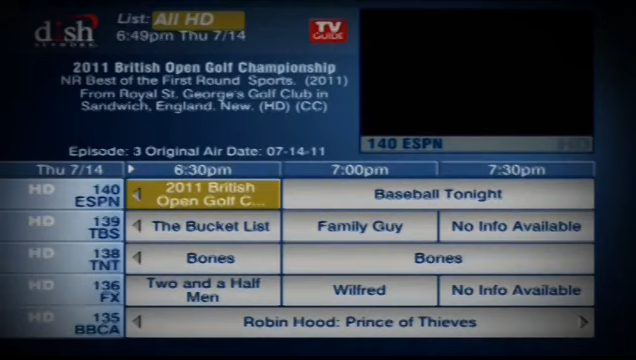 dish
NETWORK
List: All HD
6:49pm Thu 7/14
TV
GUIDE
2011 British Open Golf Championship
NR Best of the First Round Sports. (2011)
From Royal St. George's Golf Club in
Sandwich, England. New. (HD) (CC)
Episode: 3 Original Air Date: 07-14-11
140 ESPN HD
Thu 7/14 6:30pm 7:00pm 7:30pm
HD 140 ESPN 2011 British Open Golf C... Baseball Tonight
HD 139 TBS The Bucket List Family Guy No Info Available
HD 138 TNT Bones Bones
HD 136 FX Two and a Half Men Wilfred No Info Available
HD 135 BBCA Robin Hood: Prince of Thieves